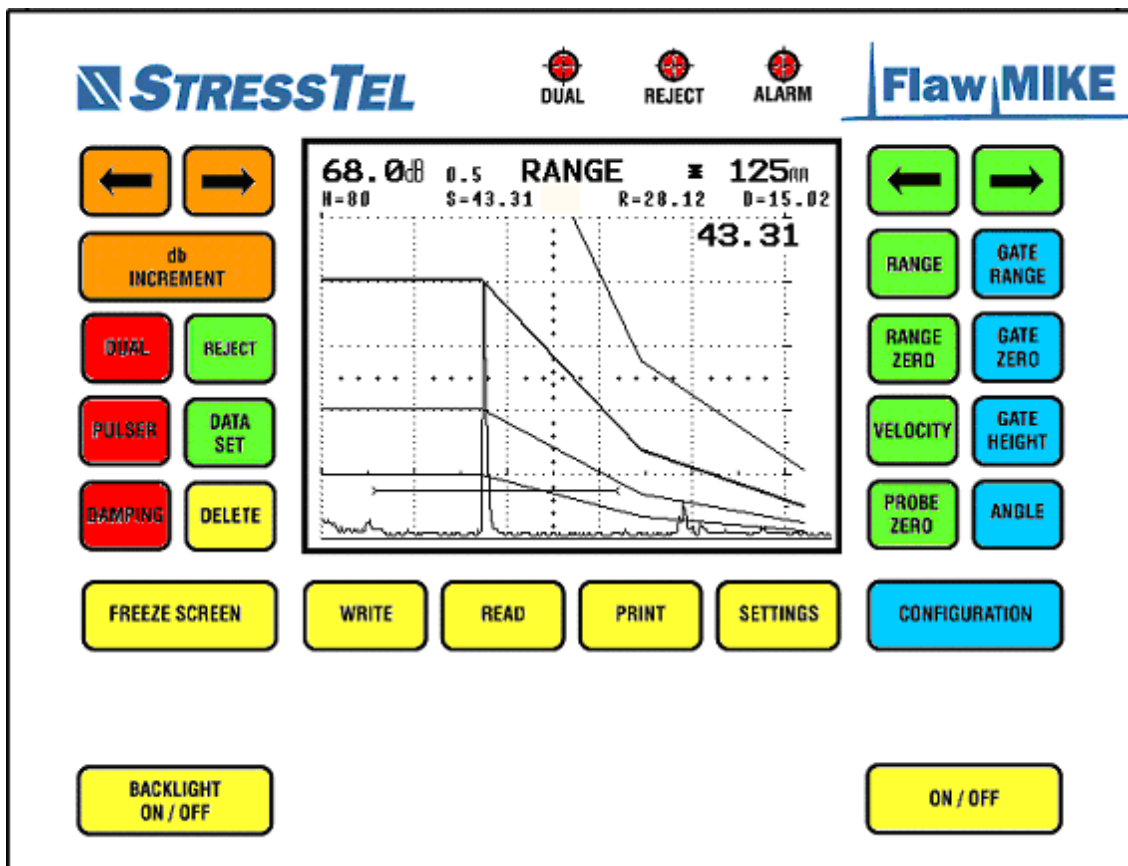 STRESSTEL
DUAL REJECT ALARM
FlawMIKE
68.0dB 0.5 RANGE 125mm
H=80 S=43.31 R=28.12 D=15.02
43.31
db
INCREMENT
DUAL
REJECT
PULSER
DATA
SET
DAMPING
DELETE
RANGE
GATE
RANGE
RANGE
ZERO
GATE
ZERO
VELOCITY
GATE
HEIGHT
PROBE
ZERO
ANGLE
FREEZE SCREEN
WRITE
READ
PRINT
SETTINGS
CONFIGURATION
BACKLIGHT
ON / OFF
ON / OFF